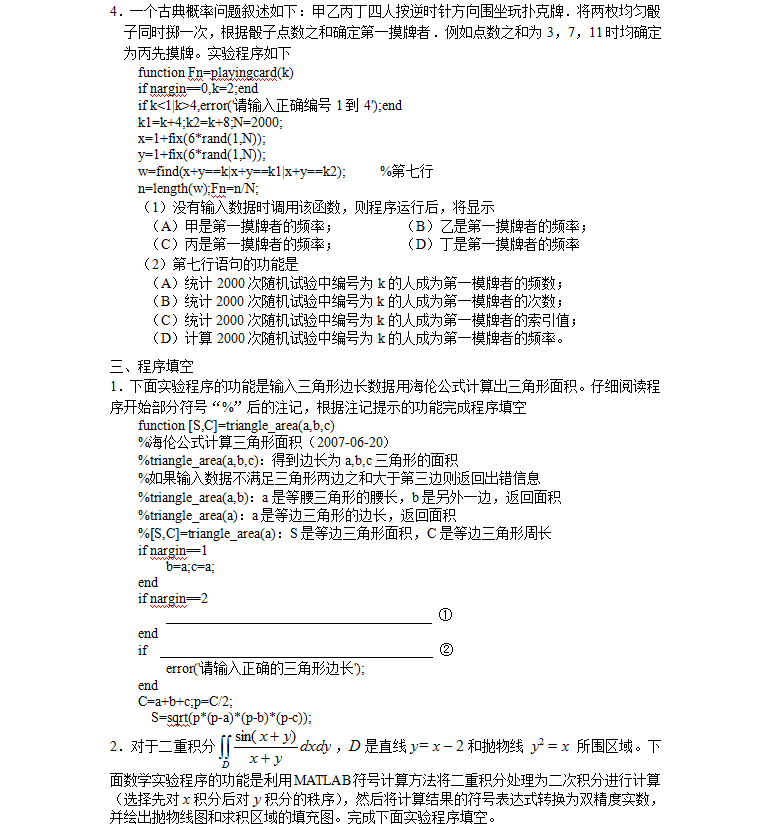 4．一个古典概率问题叙述如下：甲乙丙丁四人按逆时针方向围坐玩扑克牌．将两枚均匀骰
子同时掷一次，根据骰子点数之和确定第一摸牌者．例如点数之和为 3，7，11时均确定
为丙先摸牌。实验程序如下
function Fn=playingcard(k)
if nargin==0,k=2;end
if k<1|k>4,error('请输入正确编号 1 到 4');end
k1=k+4;k2=k+8;N=2000;
x=1+fix(6*rand(1,N));
y=1+fix(6*rand(1,N));
w=find(x+y==k|x+y==k1|x+y==k2); %第七行
n=length(w);Fn=n/N;
（1）没有输入数据时调用该函数，则程序运行后，将显示
（A）甲是第一摸牌者的频率； （B）乙是第一摸牌者的频率；
（C）丙是第一摸牌者的频率； （D）丁是第一摸牌者的频率
（2）第七行语句的功能是
（A）统计 2000 次随机试验中编号为 k 的人成为第一摸牌者的频数；
（B）统计 2000 次随机试验中编号为 k 的人成为第一摸牌者的次数；
（C）统计 2000 次随机试验中编号为 k 的人成为第一摸牌者的索引值；
（D）计算 2000 次随机试验中编号为 k 的人成为第一摸牌者的频率。
三、程序填空
1．下面实验程序的功能是输入三角形边长数据用海伦公式计算出三角形面积。仔细阅读程
序开始部分符号“%”后的注记，根据注记提示的功能完成程序填空
function [S,C]=triangle_area(a,b,c)
%海伦公式计算三角形面积（2007-06-20）
%triangle_area(a,b,c)：得到边长为 a,b,c 三角形的面积
%如果输入数据不满足三角形两边之和大于第三边则返回出错信息
%triangle_area(a,b)：a 是等腰三角形的腰长，b 是另外一边，返回面积
%triangle_area(a)：a 是等边三角形的边长，返回面积
%[S,C]=triangle_area(a)：S 是等边三角形面积，C 是等边三角形周长
if nargin==1
b=a;c=a;
end
if nargin==2
①
end
if ②
error('请输入正确的三角形边长');
end
C=a+b+c;p=C/2;
S=sqrt(p*(p-a)*(p-b)*(p-c));
2．对于二重积分 ∬_D sin(x+y)/(x+y) dxdy，D 是直线 y= x − 2 和抛物线 y² = x 所围区域。下
面数学实验程序的功能是利用MATLAB符号计算方法将二重积分处理为二次积分进行计算
（选择先对 x 积分后对 y 积分的秩序），然后将计算结果的符号表达式转换为双精度实数，
并绘出抛物线图和求积区域的填充图。完成下面实验程序填空。